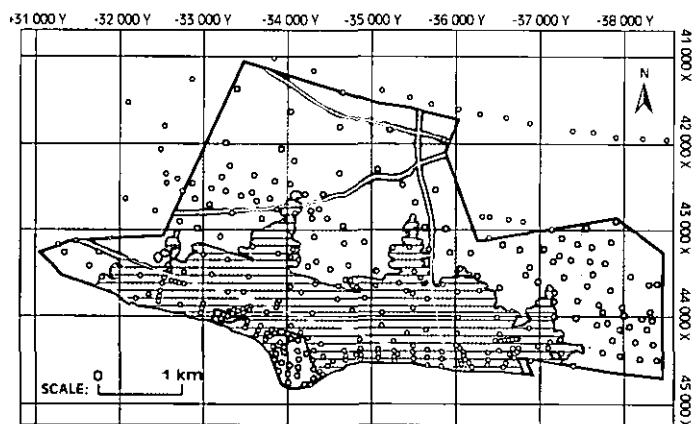 +31 000 Y -32 000 Y -33 000 Y -34 000 Y -35 000 Y -36 000 Y -37 000 Y -38 000 Y
41 000 X
42 000 X
43 000 X
44 000 X
45 000 X
N
SCALE: 0 1 km